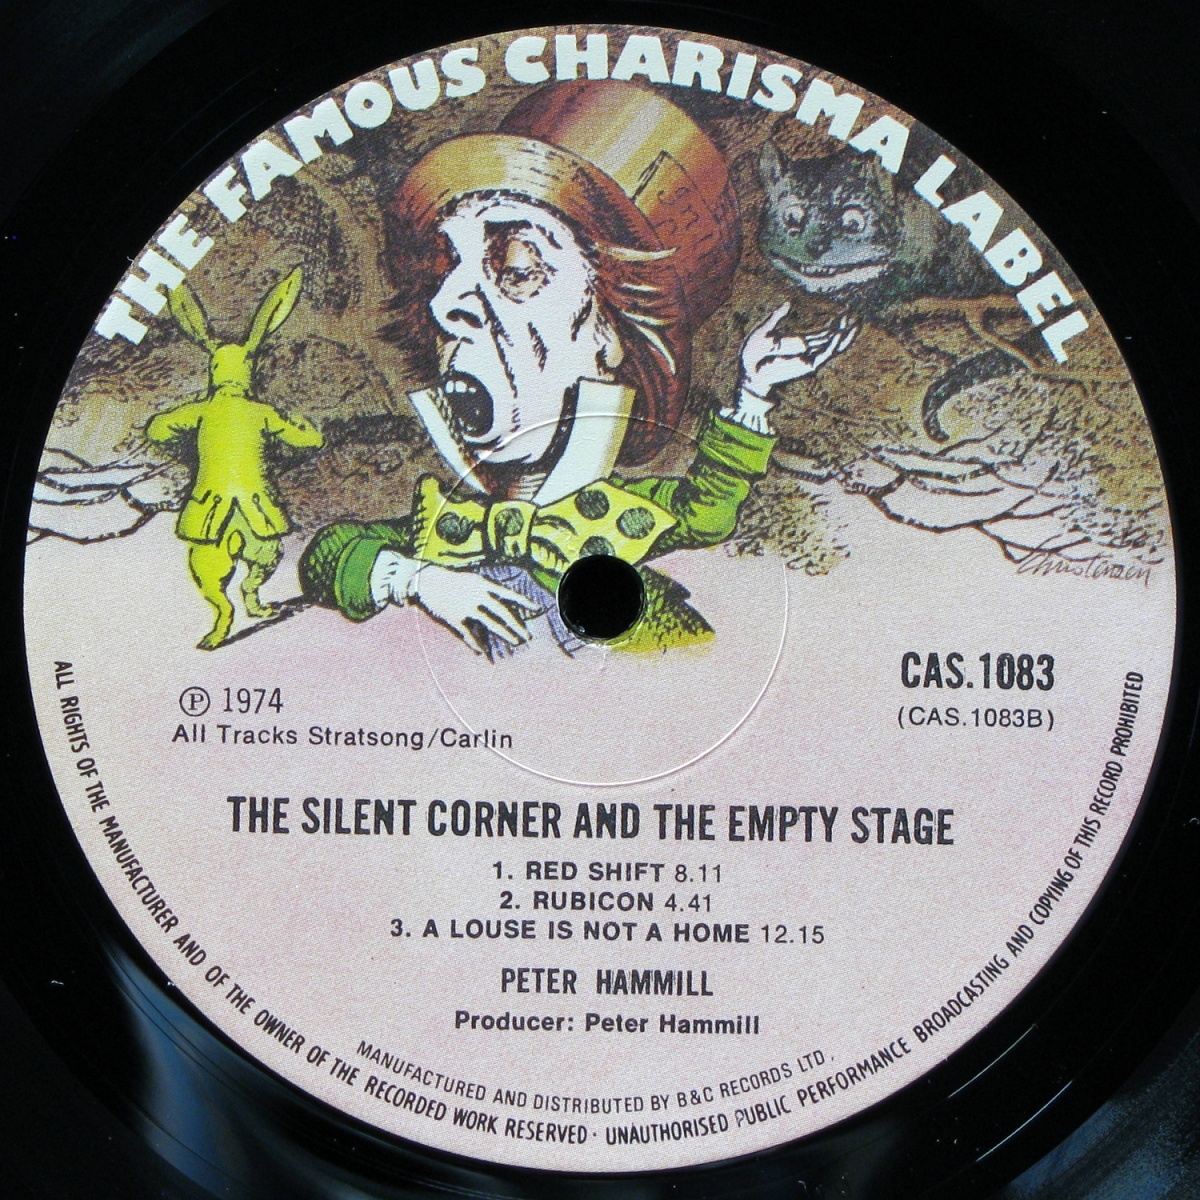 THE FAMOUS CHARISMA LABEL
Christensen
CAS.1083
(CAS.1083B)
Ⓟ 1974
All Tracks Stratsong/Carlin
THE SILENT CORNER AND THE EMPTY STAGE
1. RED SHIFT 8.11
2. RUBICON 4.41
3. A LOUSE IS NOT A HOME 12.15
PETER HAMMILL
Producer: Peter Hammill
MANUFACTURED AND DISTRIBUTED BY B&C RECORDS LTD.
ALL RIGHTS OF THE MANUFACTURER AND OF THE OWNER OF THE RECORDED WORK RESERVED · UNAUTHORISED PUBLIC PERFORMANCE BROADCASTING AND COPYING OF THIS RECORD PROHIBITED